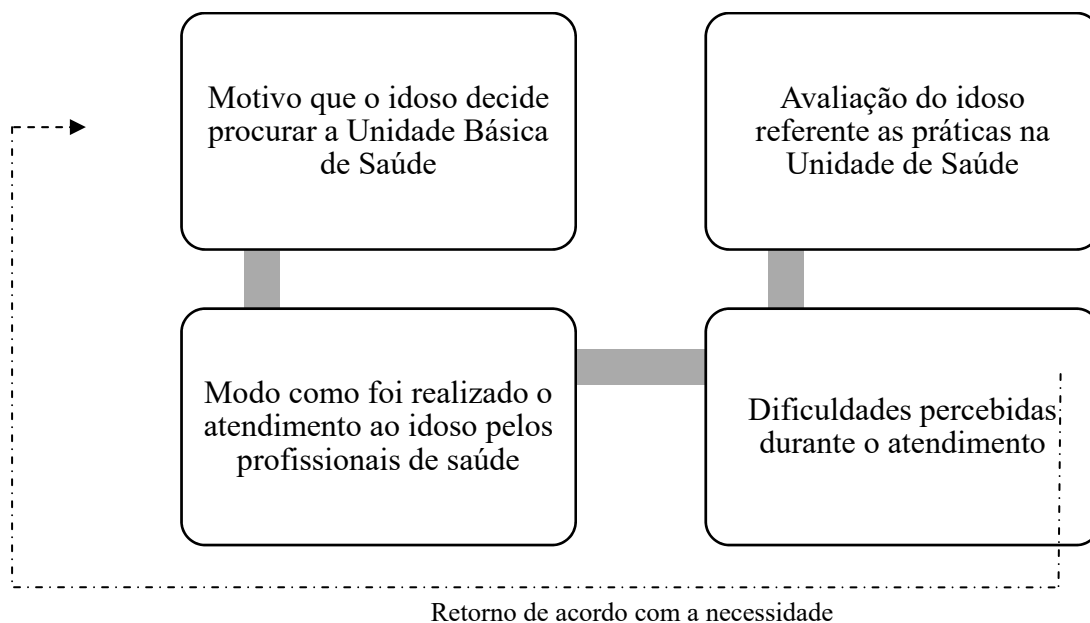 Motivo que o idoso decide
procurar a Unidade Básica
de Saúde
Avaliação do idoso
referente as práticas na
Unidade de Saúde
Modo como foi realizado o
atendimento ao idoso pelos
profissionais de saúde
Dificuldades percebidas
durante o atendimento
Retorno de acordo com a necessidade